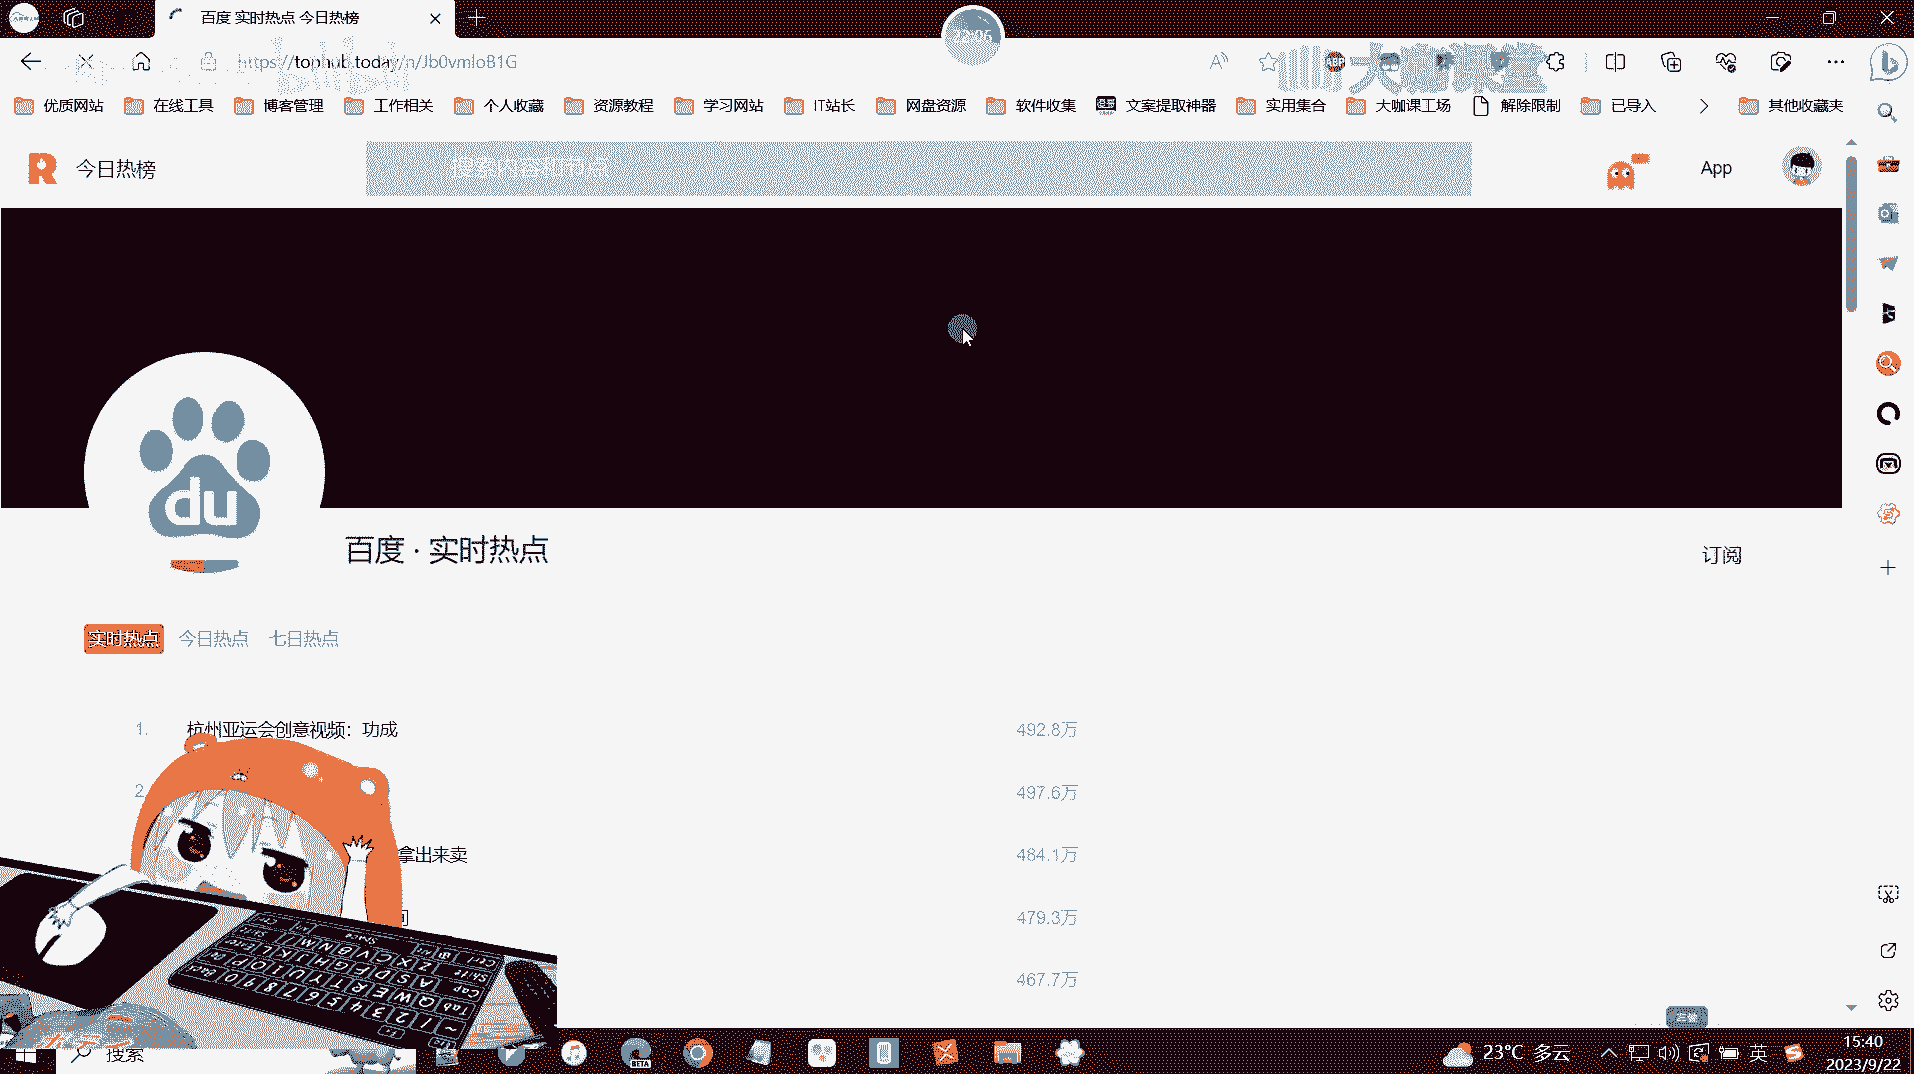 百度 实时热点 今日热榜
22:06
https://tophub.today/n/Jb0vmloB1G
大咖课堂
优质网站 在线工具 博客管理 工作相关 个人收藏 资源教程 学习网站 IT站长 网盘资源 软件收集 文案提取神器 实用集合 大咖课工场 解除限制 已导入 其他收藏夹
今日热榜 搜索内容和节点 App
du
百度 · 实时热点 订阅
实时热点 今日热点 七日热点
1. 杭州亚运会创意视频：功成 492.8万
2. 497.6万
拿出来卖 484.1万
479.3万
467.7万
搜索
BETA
23°C 多云 英 15:40
2023/9/22